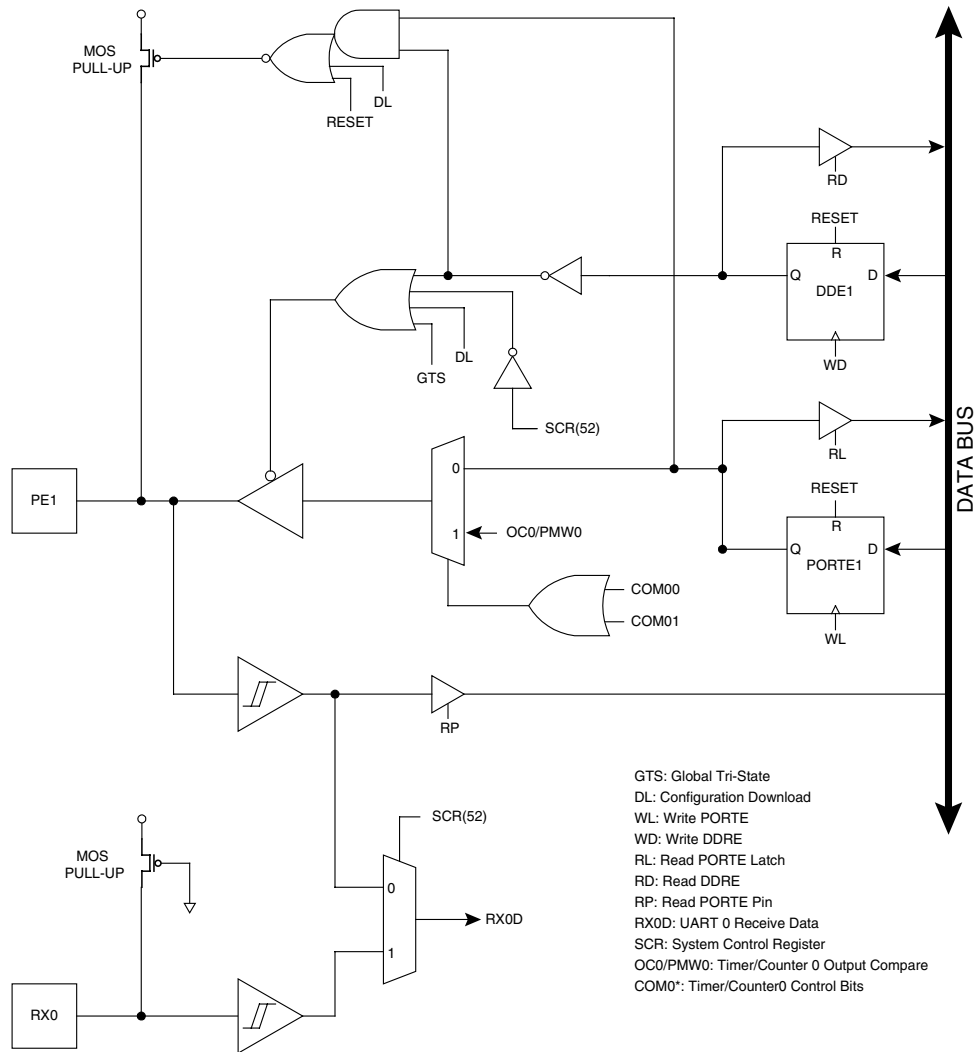 MOS
PULL-UP
DL
RESET
RD
RESET
R
Q
D
DDE1
WD
DL
GTS
SCR(52)
RL
0
PE1
RESET
R
1
OC0/PMW0
Q
D
PORTE1
COM00
COM01
WL
DATA BUS
RP
GTS: Global Tri-State
DL: Configuration Download
WL: Write PORTE
WD: Write DDRE
RL: Read PORTE Latch
RD: Read DDRE
RP: Read PORTE Pin
RX0D: UART 0 Receive Data
SCR: System Control Register
OC0/PMW0: Timer/Counter 0 Output Compare
COM0*: Timer/Counter0 Control Bits
SCR(52)
MOS
PULL-UP
0
RX0D
1
RX0